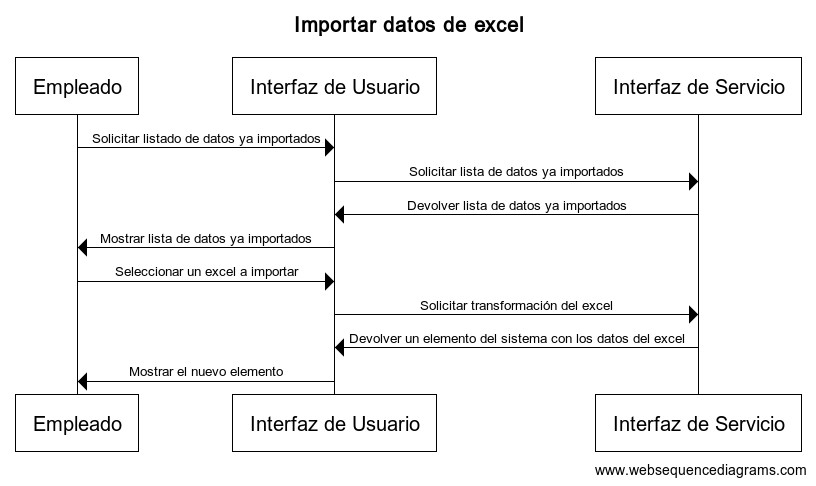 Importar datos de excel
Empleado
Interfaz de Usuario
Interfaz de Servicio
Solicitar listado de datos ya importados
Solicitar lista de datos ya importados
Devolver lista de datos ya importados
Mostrar lista de datos ya importados
Seleccionar un excel a importar
Solicitar transformación del excel
Devolver un elemento del sistema con los datos del excel
Mostrar el nuevo elemento
Empleado
Interfaz de Usuario
Interfaz de Servicio
www.websequencediagrams.com